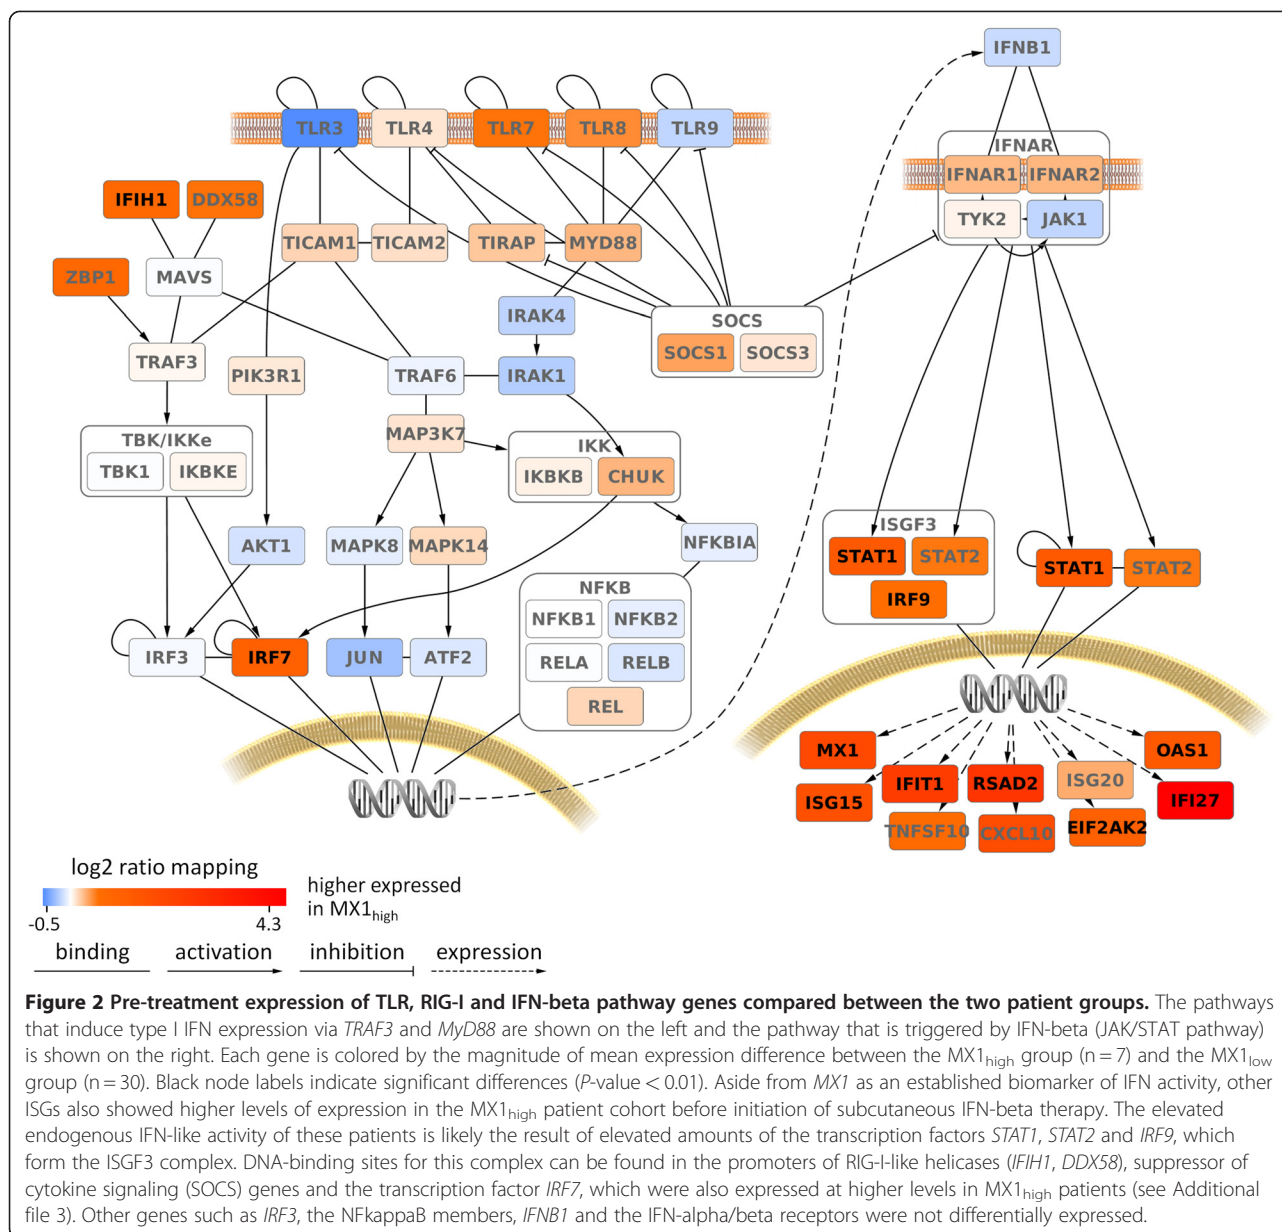 IFNB1
TLR3 TLR4 TLR7 TLR8 TLR9
IFNAR
IFNAR1 IFNAR2
IFIH1 DDX58
TYK2 JAK1
TICAM1 TICAM2 TIRAP MYD88
ZBP1 MAVS
IRAK4
SOCS
SOCS1 SOCS3
TRAF3 PIK3R1 TRAF6 IRAK1
MAP3K7
TBK/IKKe
TBK1 IKBKE
IKK
IKBKB CHUK
ISGF3
AKT1 MAPK8 MAPK14 NFKBIA
STAT1 STAT2
IRF9
STAT1 STAT2
NFKB
NFKB1 NFKB2
IRF3 IRF7 JUN ATF2
RELA RELB
REL
MX1 OAS1
IFIT1 RSAD2 ISG20
ISG15 IFI27
TNFSF10 CXCL10 EIF2AK2
log2 ratio mapping
-0.5 4.3
higher expressed
in MX1high
binding activation inhibition expression
Figure 2 Pre-treatment expression of TLR, RIG-I and IFN-beta pathway genes compared between the two patient groups. The pathways
that induce type I IFN expression via TRAF3 and MyD88 are shown on the left and the pathway that is triggered by IFN-beta (JAK/STAT pathway)
is shown on the right. Each gene is colored by the magnitude of mean expression difference between the MX1high group (n = 7) and the MX1low
group (n = 30). Black node labels indicate significant differences (P-value < 0.01). Aside from MX1 as an established biomarker of IFN activity, other
ISGs also showed higher levels of expression in the MX1high patient cohort before initiation of subcutaneous IFN-beta therapy. The elevated
endogenous IFN-like activity of these patients is likely the result of elevated amounts of the transcription factors STAT1, STAT2 and IRF9, which
form the ISGF3 complex. DNA-binding sites for this complex can be found in the promoters of RIG-I-like helicases (IFIH1, DDX58), suppressor of
cytokine signaling (SOCS) genes and the transcription factor IRF7, which were also expressed at higher levels in MX1high patients (see Additional
file 3). Other genes such as IRF3, the NFkappaB members, IFNB1 and the IFN-alpha/beta receptors were not differentially expressed.